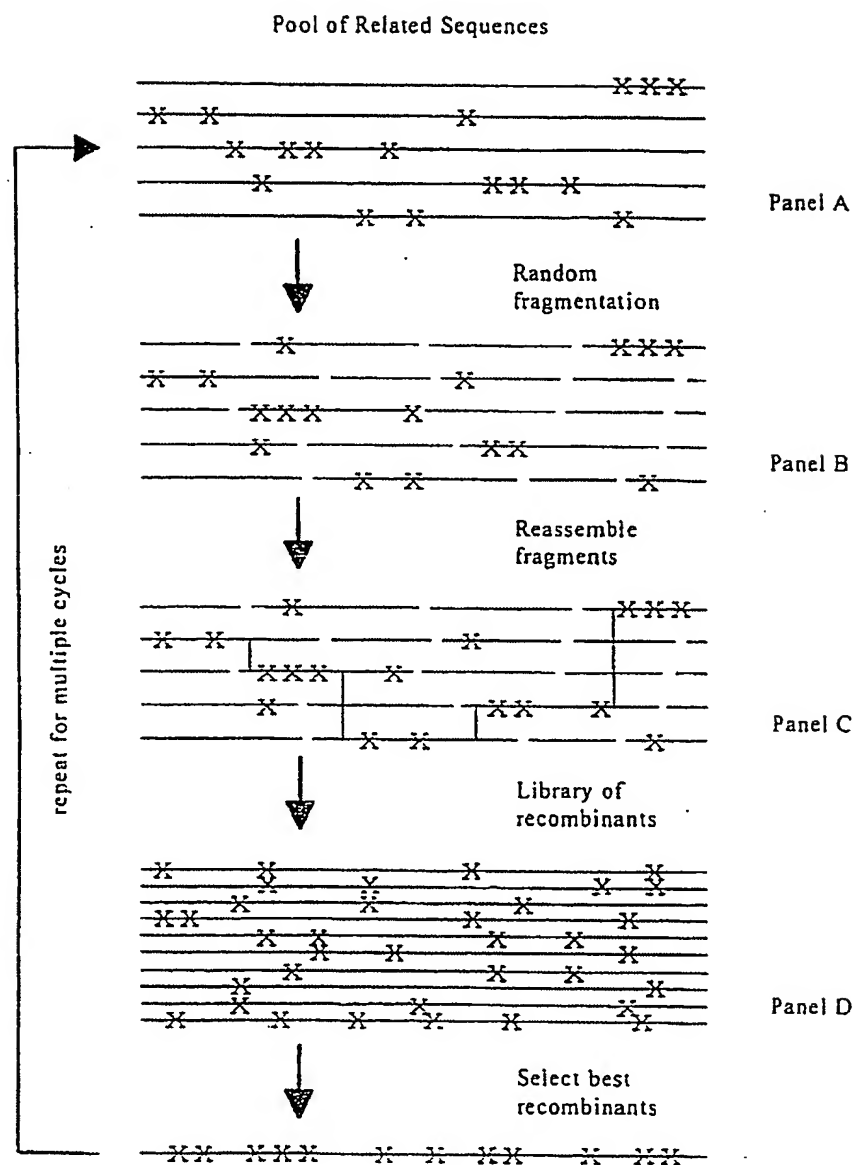 Pool of Related Sequences
Panel A
Random
fragmentation
Panel B
Reassemble
fragments
repeat for multiple cycles
Panel C
Library of
recombinants
Panel D
Select best
recombinants